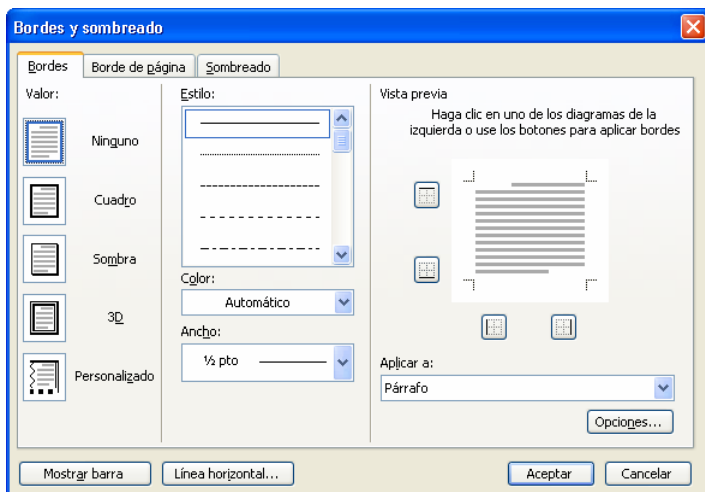 Bordes y sombreado
Bordes
Borde de página
Sombreado
Valor:
Ninguno
Cuadro
Sombra
3D
Personalizado
Estilo:
Color:
Automático
Ancho:
½ pto
Vista previa
Haga clic en uno de los diagramas de la
izquierda o use los botones para aplicar bordes
Aplicar a:
Párrafo
Opciones...
Mostrar barra
Línea horizontal...
Aceptar
Cancelar